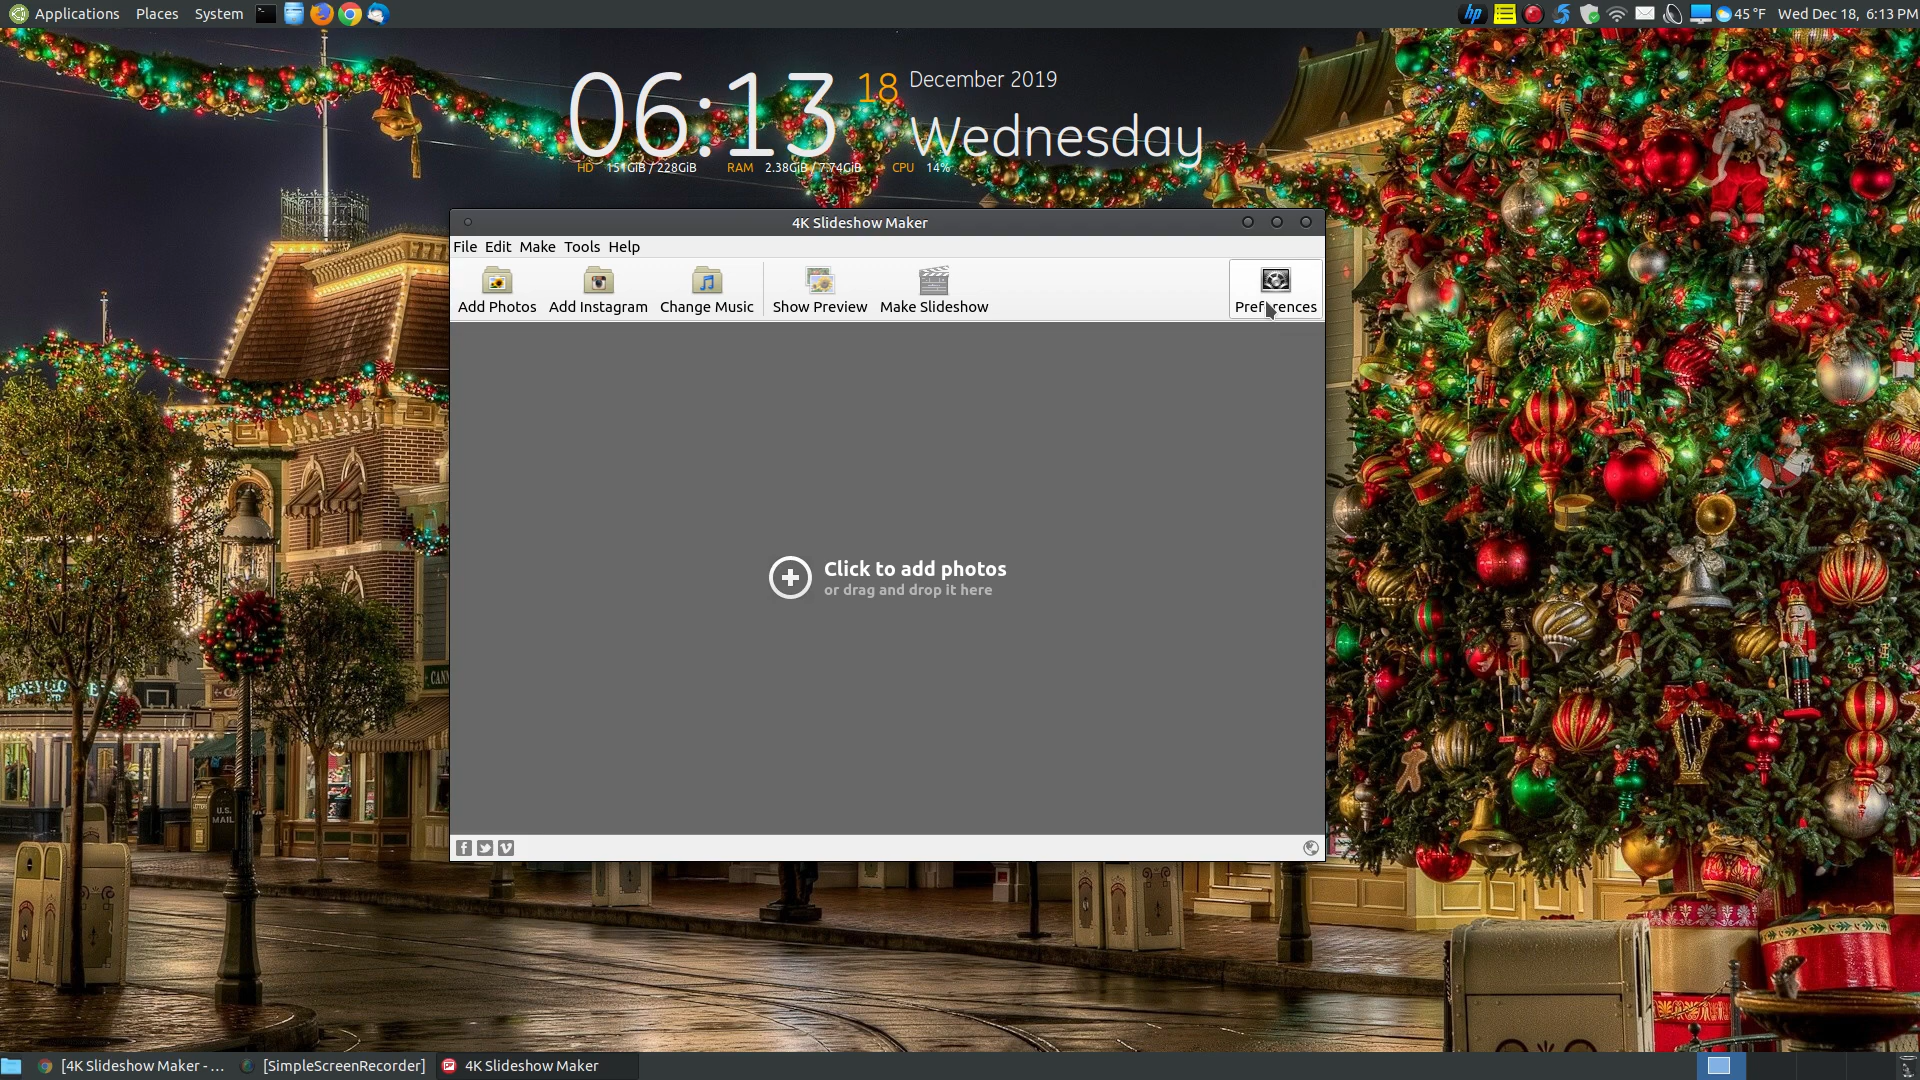 Applications Places System
45 °F Wed Dec 18, 6:13 PM
06:13 18 December 2019
Wednesday
HD 151GiB / 228GiB RAM 2.38GiB / 7.74GiB CPU 14%
4K Slideshow Maker
File Edit Make Tools Help
Add Photos Add Instagram Change Music Show Preview Make Slideshow Preferences
Click to add photos
or drag and drop it here
U.S.
MAIL
CANN
[4K Slideshow Maker - ... [SimpleScreenRecorder] 4K Slideshow Maker